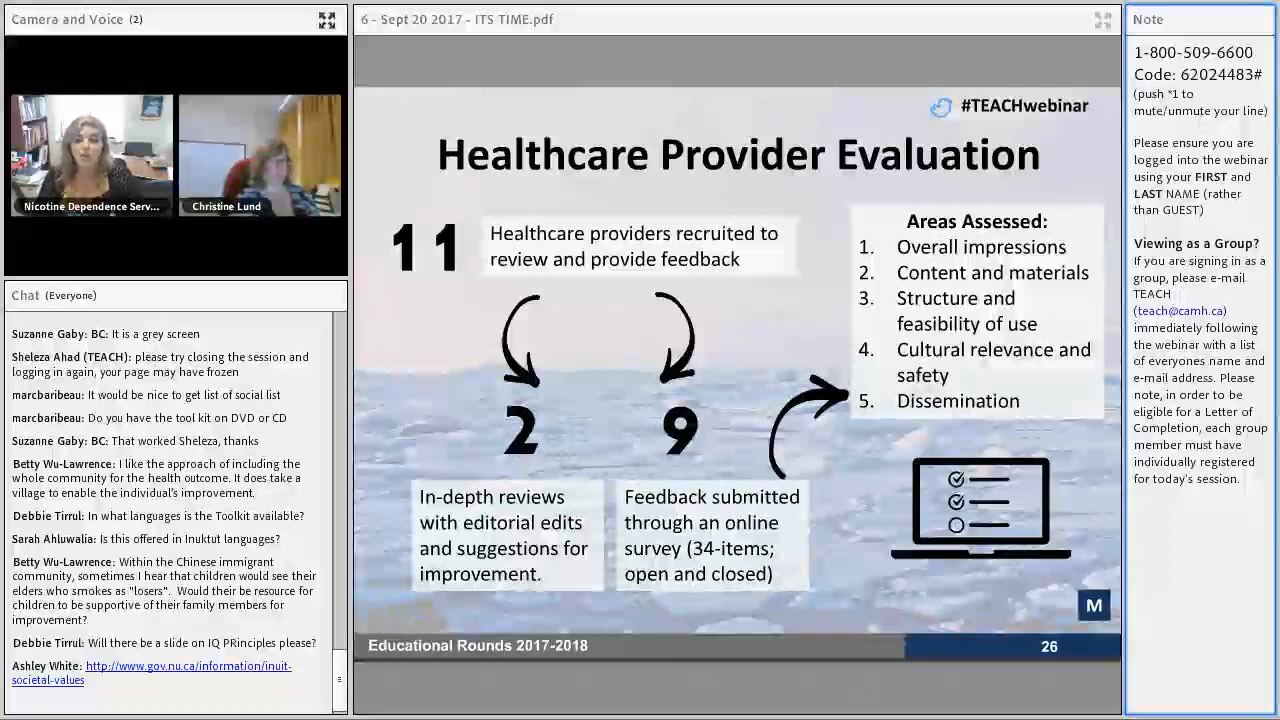 Camera and Voice (2)
Nicotine Dependence Serv...
Christine Lund
Chat (Everyone)
Suzanne Gaby: BC: It is a grey screen
Sheleza Ahad (TEACH): please try closing the session and
logging in again, your page may have frozen
marcbaribeau: It would be nice to get list of social list
marcbaribeau: Do yo have the tool kit on DVD or CD
Suzanne Gaby: BC: That worked Sheleza, thanks
Betty Wu-Lawrence: I like the approach of including the
whole community for the health outcome. It does take a
village to enable the individual's improvement.
Debbie Tirrul: In what languages is the Toolkit available?
Sarah Ahluwalia: Is this offered in Inuktut languages?
Betty Wu-Lawrence: Within the Chinese immigrant
community, sometimes I hear that children would see their
elders who smokes as "losers". Would their be resource for
children to be supportive of their family members for
improvement?
Debbie Tirrul: Will there be a slide on IQ PRinciples please?
Ashley White: http://www.gov.nu.ca/information/inuit-
societal-values
6 - Sept 20 2017 - ITS TIME.pdf
#TEACHwebinar
Healthcare Provider Evaluation
11
Healthcare providers recruited to
review and provide feedback
2
In-depth reviews
with editorial edits
and suggestions for
improvement.
9
Feedback submitted
through an online
survey (34-items;
open and closed)
Areas Assessed:
1. Overall impressions
2. Content and materials
3. Structure and
feasibility of use
4. Cultural relevance and
safety
5. Dissemination
M
Educational Rounds 2017-2018
26
Note
1-800-509-6600
Code: 62024483#
(push *1 to
mute/unmute your line)
Please ensure you are
logged into the webinar
using your FIRST and
LAST NAME (rather
than GUEST)
Viewing as a Group?
If you are signing in as a
group, please e-mail
TEACH
(teach@camh.ca)
immediately following
the webinar with a list
of everyones name and
e-mail address. Please
note, in order to be
eligible for a Letter of
Completion, each group
member must have
individually registered
for today's session.